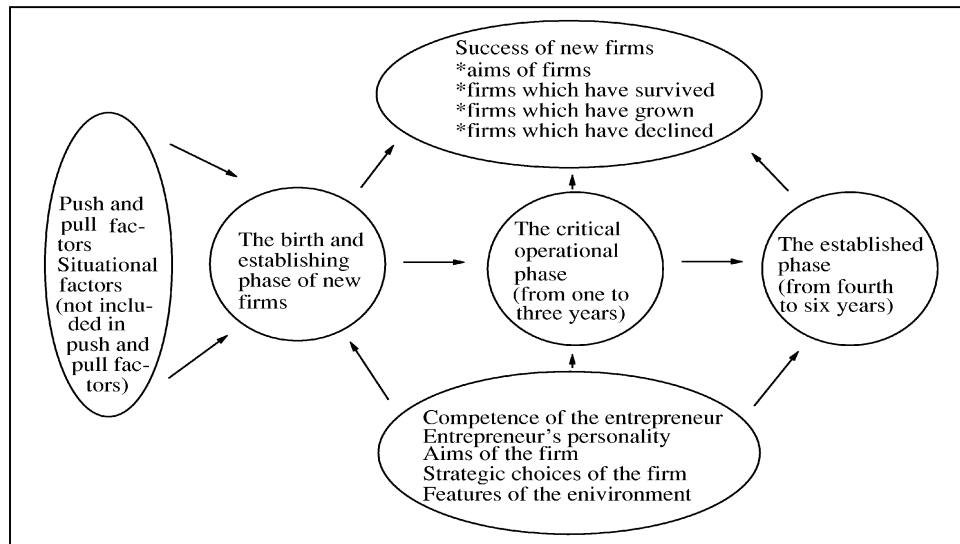 Success of new firms
*aims of firms
*firms which have survived
*firms which have grown
*firms which have declined
Push and
pull fac-
tors
Situational
factors
(not inclu-
ded in
push and
pull fac-
tors)
The birth and
establishing
phase of new
firms
The critical
operational
phase
(from one to
three years)
The established
phase
(from fourth
to six years)
Competence of the entrepreneur
Entrepreneur's personality
Aims of the firm
Strategic choices of the firm
Features of the enivironment